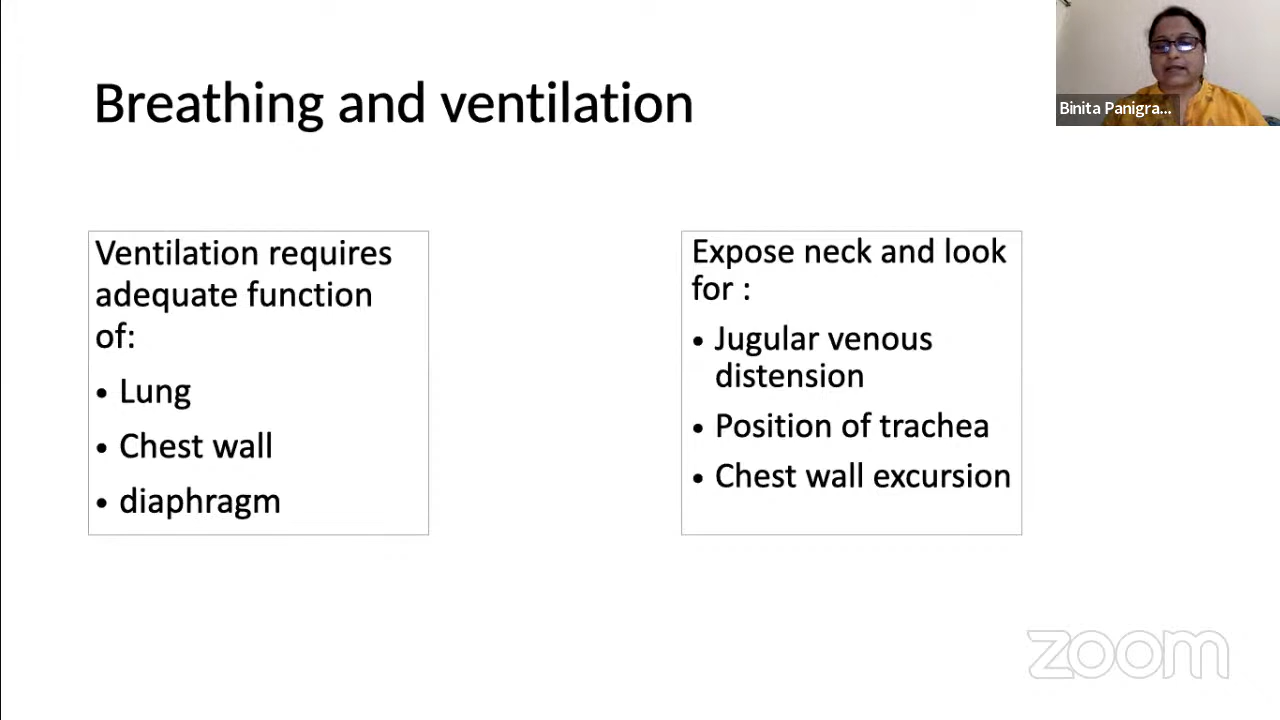 Breathing and ventilation
Binita Panigra...
Ventilation requires
adequate function
of:
• Lung
• Chest wall
• diaphragm
Expose neck and look
for :
• Jugular venous
distension
• Position of trachea
• Chest wall excursion
zoom